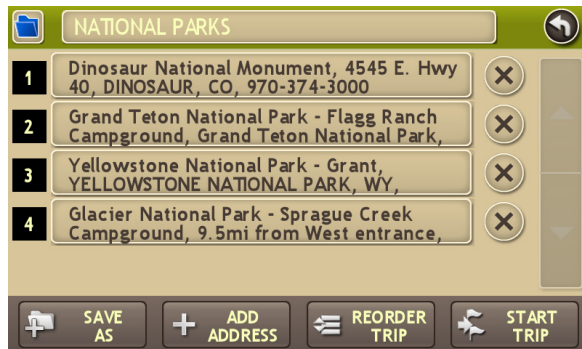 NATIONAL PARKS
1
Dinosaur National Monument, 4545 E. Hwy
40, DINOSAUR, CO, 970-374-3000
2
Grand Teton National Park - Flagg Ranch
Campground, Grand Teton National Park,
3
Yellowstone National Park - Grant,
YELLOWSTONE NATIONAL PARK, WY,
4
Glacier National Park - Sprague Creek
Campground, 9.5mi from West entrance,
SAVE
AS
ADD
ADDRESS
REORDER
TRIP
START
TRIP